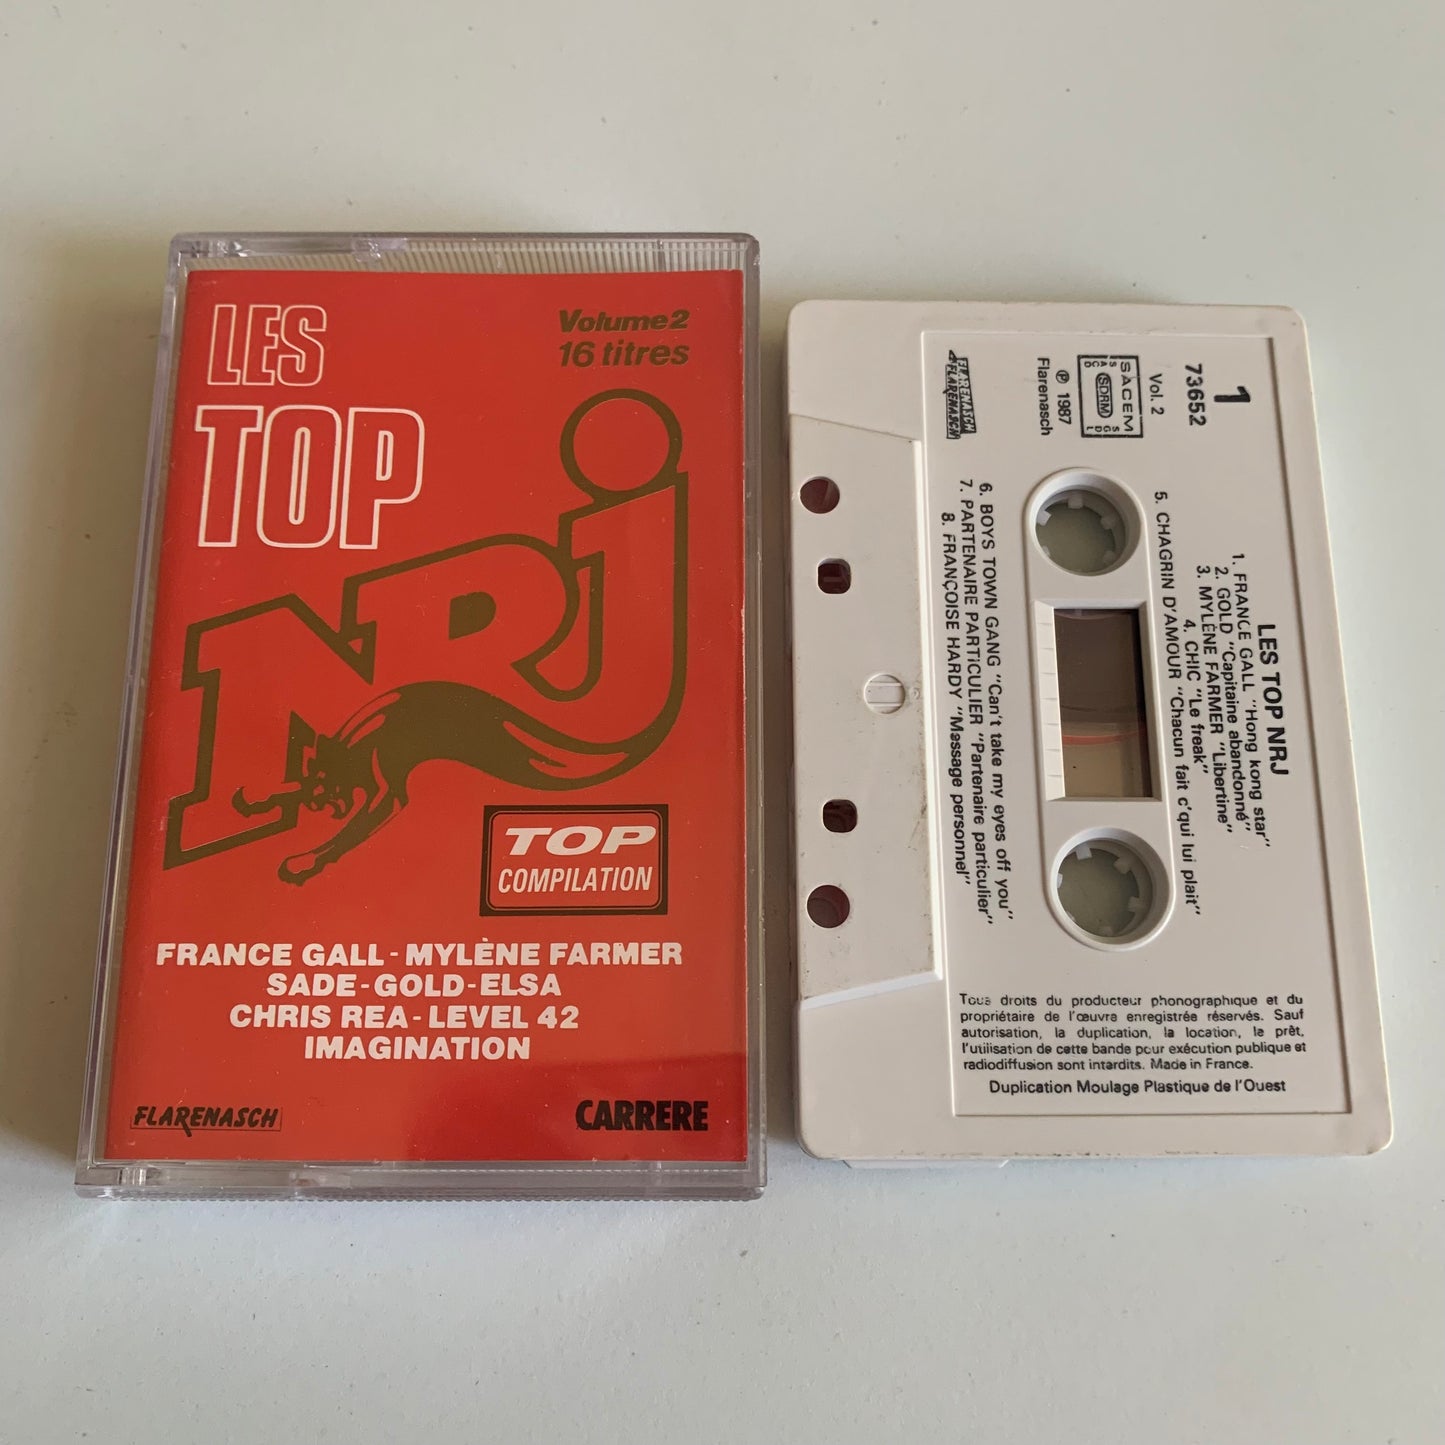 LES
TOP
Volume 2
16 titres
NRJ
TOP
COMPILATION
FRANCE GALL - MYLÈNE FARMER
SADE - GOLD - ELSA
CHRIS REA - LEVEL 42
IMAGINATION
FLARENASCH
CARRERE
1
73652
Vol. 2
SACEM
SACD
SDRM
SGDL
℗ 1987
Flarenasch
FLARENASCH
FLARENASCH
LES TOP NRJ
1. FRANCE GALL "Hong kong star"
2. GOLD "Capitaine abandonné"
3. MYLÈNE FARMER "Libertine"
4. CHIC "Le freak"
5. CHAGRIN D'AMOUR "Chacun fait c'qui lui plait"
6. BOYS TOWN GANG "Can't take my eyes off you"
7. PARTENAIRE PARTICULIER "Partenaire particulier"
8. FRANÇOISE HARDY "Message personnel"
Tous droits du producteur phonographique et du
propriétaire de l'œuvre enregistrée réservés. Sauf
autorisation, la duplication, la location, le prêt,
l'utilisation de cette bande pour exécution publique et
radiodiffusion sont interdits. Made in France.
Duplication Moulage Plastique de l'Ouest